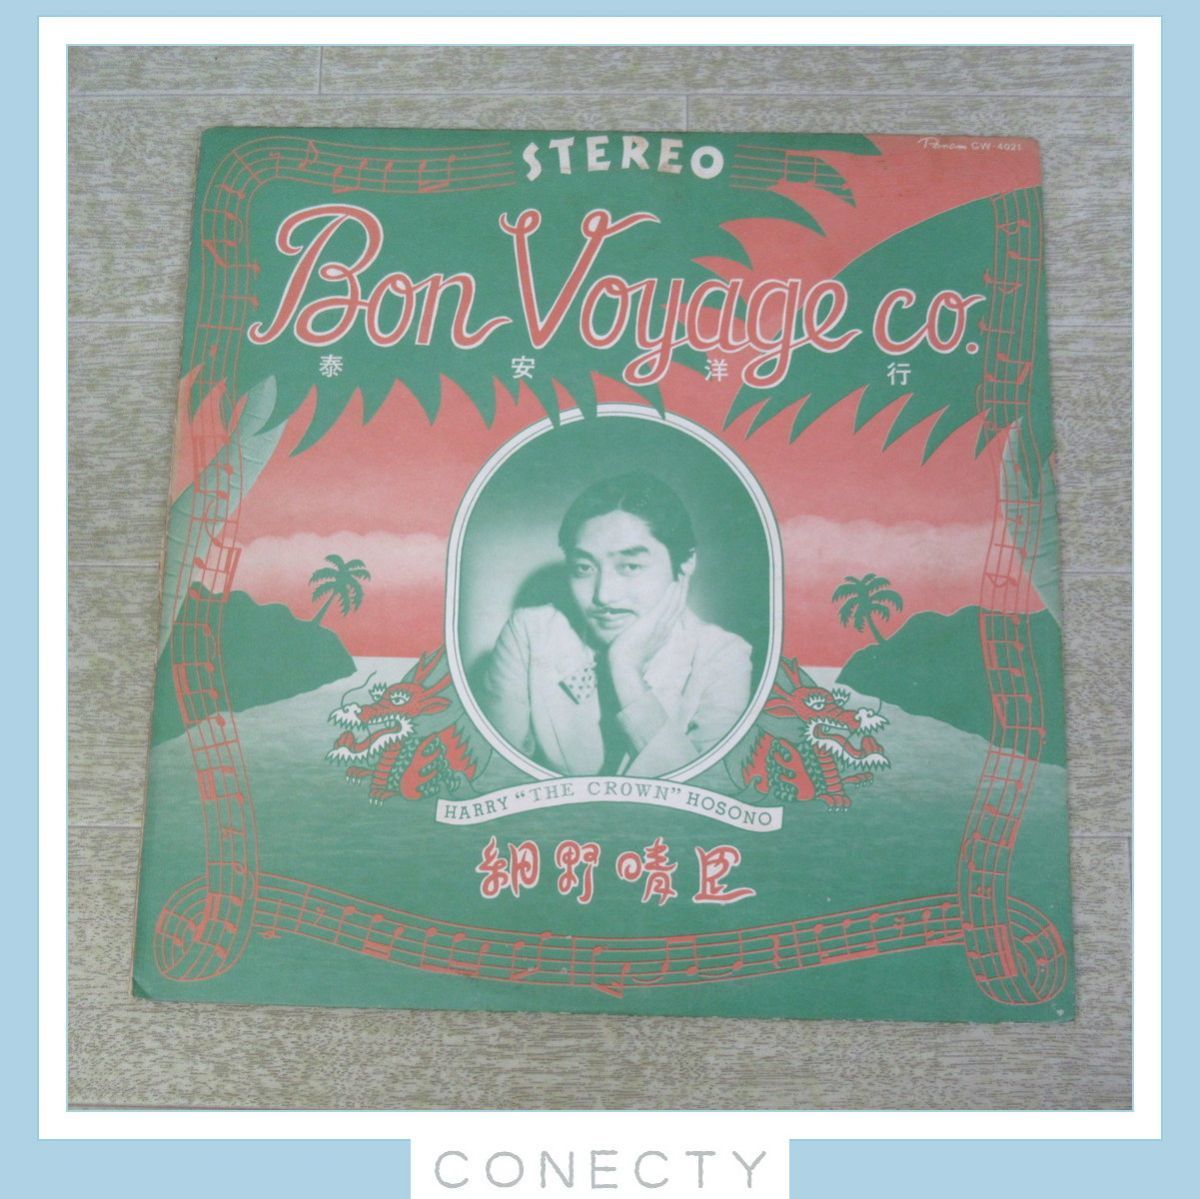 STEREO
Panam GW-4021
Bon Voyage co.
泰安洋行
HARRY "THE CROWN" HOSONO
細野晴臣
CONECTY